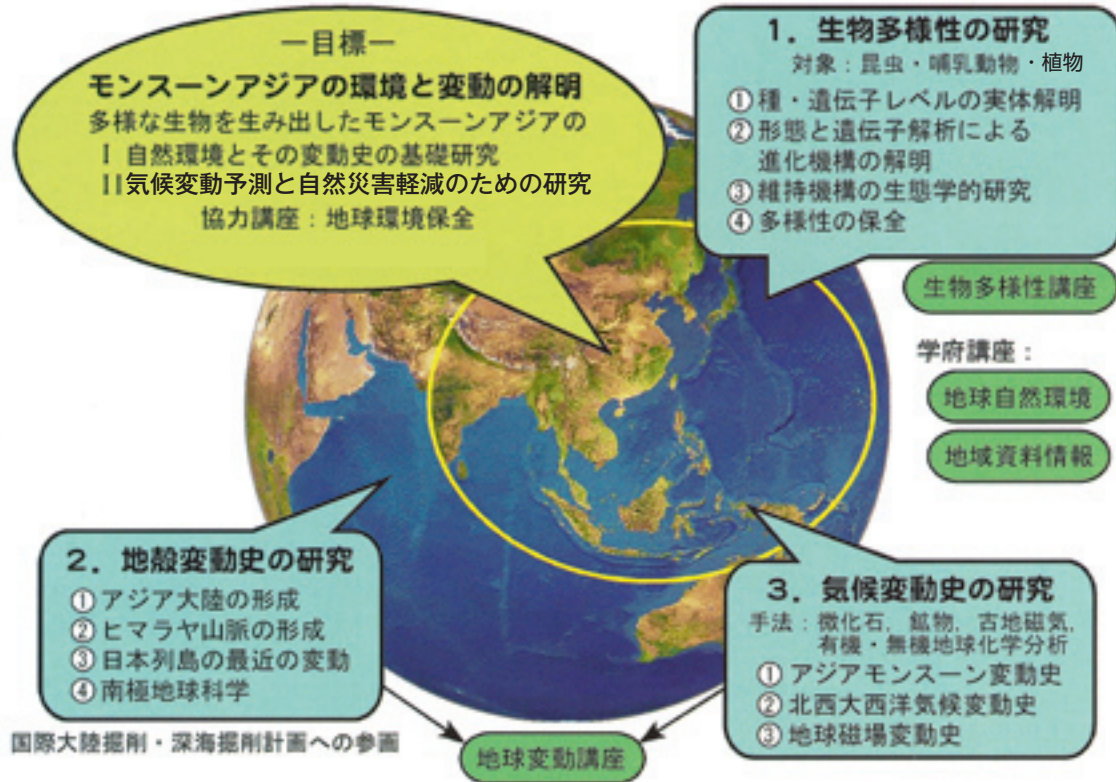 ー目標ー
モンスーンアジアの環境と変動の解明
多様な生物を生み出したモンスーンアジアの
I 自然環境とその変動史の基礎研究
II気候変動予測と自然災害軽減のための研究
協力講座：地球環境保全
1．生物多様性の研究
対象：昆虫・哺乳動物・植物
① 種・遺伝子レベルの実体解明
② 形態と遺伝子解析による
進化機構の解明
③ 維持機構の生態学的研究
④ 多様性の保全
生物多様性講座
学府講座：
地球自然環境
地域資料情報
2．地殻変動史の研究
① アジア大陸の形成
② ヒマラヤ山脈の形成
③ 日本列島の最近の変動
④ 南極地球科学
国際大陸掘削・深海掘削計画への参画
3．気候変動史の研究
手法：微化石，鉱物，古地磁気，
有機・無機地球化学分析
① アジアモンスーン変動史
② 北西大西洋気候変動史
③ 地球磁場変動史
地球変動講座